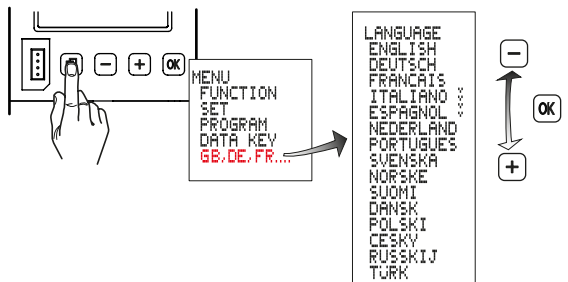 MENU
FUNCTION
SET
PROGRAM
DATA KEY
GB,DE,FR....
LANGUAGE
ENGLISH
DEUTSCH
FRANCAIS
ITALIANO
ESPAGNOL
NEDERLAND
PORTUGUES
SVENSKA
NORSKE
SUOMI
DANSK
POLSKI
CESKY
RUSSKIJ
TURK
−
+
OK
−
OK
+